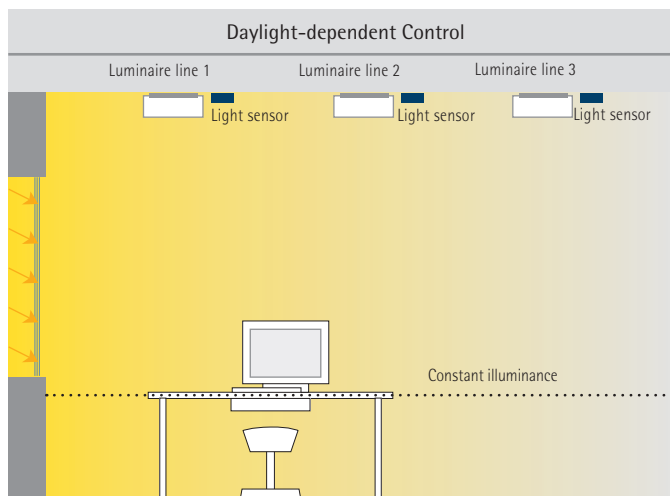 Daylight-dependent Control
Luminaire line 1
Luminaire line 2
Luminaire line 3
Light sensor
Light sensor
Light sensor
Constant illuminance